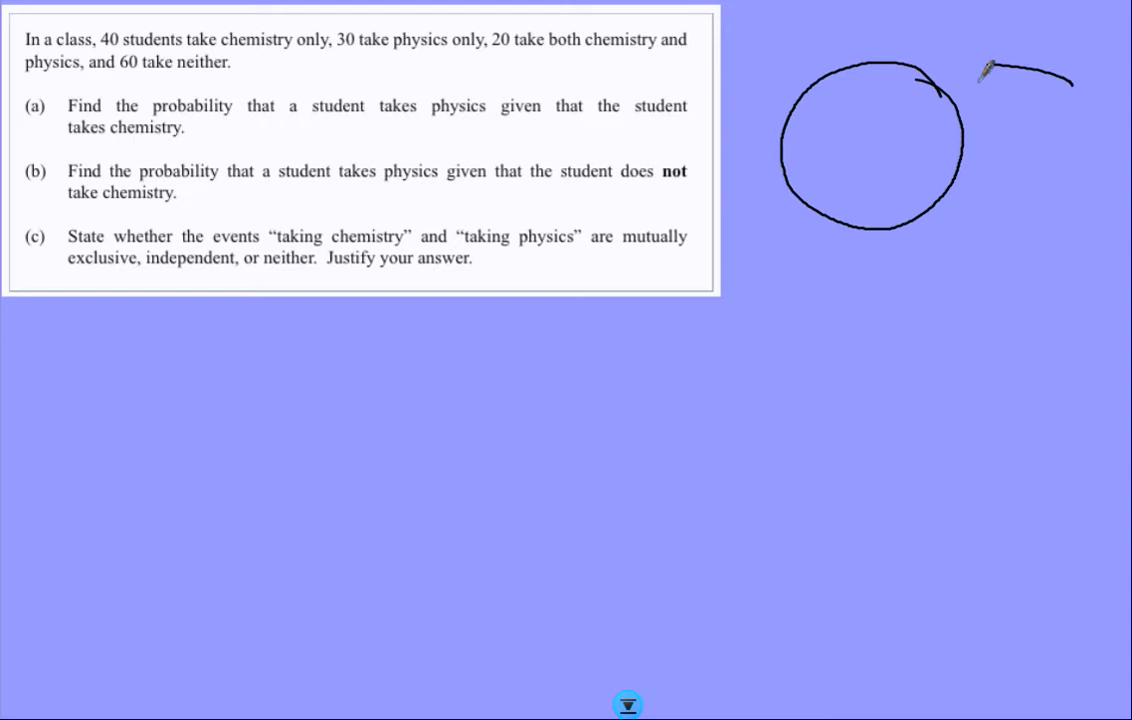 In a class, 40 students take chemistry only, 30 take physics only, 20 take both chemistry and
physics, and 60 take neither.
(a) Find the probability that a student takes physics given that the student
takes chemistry.
(b) Find the probability that a student takes physics given that the student does not
take chemistry.
(c) State whether the events “taking chemistry” and “taking physics” are mutually
exclusive, independent, or neither. Justify your answer.